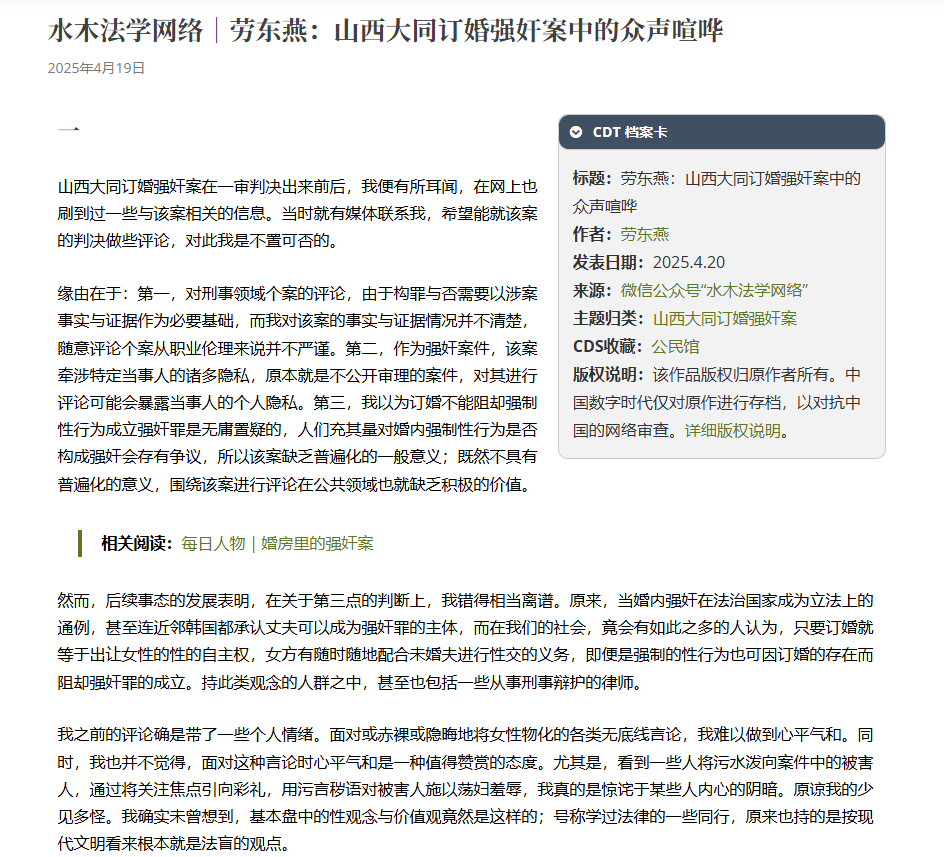 水木法学网络｜劳东燕：山西大同订婚强奸案中的众声喧哗
2025年4月19日
一
山西大同订婚强奸案在一审判决出来前后，我便有所耳闻，在网上也
刷到过一些与该案相关的信息。当时就有媒体联系我，希望能就该案
的判决做些评论，对此我是不置可否的。
缘由在于：第一，对刑事领域个案的评论，由于构罪与否需要以涉案
事实与证据作为必要基础，而我对该案的事实与证据情况并不清楚，
随意评论个案从职业伦理来说并不严谨。第二，作为强奸案件，该案
牵涉特定当事人的诸多隐私，原本就是不公开审理的案件，对其进行
评论可能会暴露当事人的个人隐私。第三，我以为订婚不能阻却强制
性行为成立强奸罪是无庸置疑的，人们充其量对婚内强制性行为是否
构成强奸会存有争议，所以该案缺乏普遍化的一般意义；既然不具有
普遍化的意义，围绕该案进行评论在公共领域也就缺乏积极的价值。
CDT 档案卡
标题：劳东燕：山西大同订婚强奸案中的
众声喧哗
作者：劳东燕
发表日期：2025.4.20
来源：微信公众号“水木法学网络”
主题归类：山西大同订婚强奸案
CDS收藏：公民馆
版权说明：该作品版权归原作者所有。中
国数字时代仅对原作进行存档，以对抗中
国的网络审查。详细版权说明。
相关阅读：每日人物｜婚房里的强奸案
然而，后续事态的发展表明，在关于第三点的判断上，我错得相当离谱。原来，当婚内强奸在法治国家成为立法上的
通例，甚至连近邻韩国都承认丈夫可以成为强奸罪的主体，而在我们的社会，竟会有如此之多的人认为，只要订婚就
等于出让女性的性的自主权，女方有随时随地配合未婚夫进行性交的义务，即便是强制的性行为也可因订婚的存在而
阻却强奸罪的成立。持此类观念的人群之中，甚至也包括一些从事刑事辩护的律师。
我之前的评论确是带了一些个人情绪。面对或赤裸或隐晦地将女性物化的各类无底线言论，我难以做到心平气和。同
时，我也并不觉得，面对这种言论时心平气和是一种值得赞赏的态度。尤其是，看到一些人将污水泼向案件中的被害
人，通过将关注焦点引向彩礼，用污言秽语对被害人施以荡妇羞辱，我真的是惊诧于某些人内心的阴暗。原谅我的少
见多怪。我确实未曾想到，基本盘中的性观念与价值观竟然是这样的；号称学过法律的一些同行，原来也持的是按现
代文明看来根本就是法盲的观点。